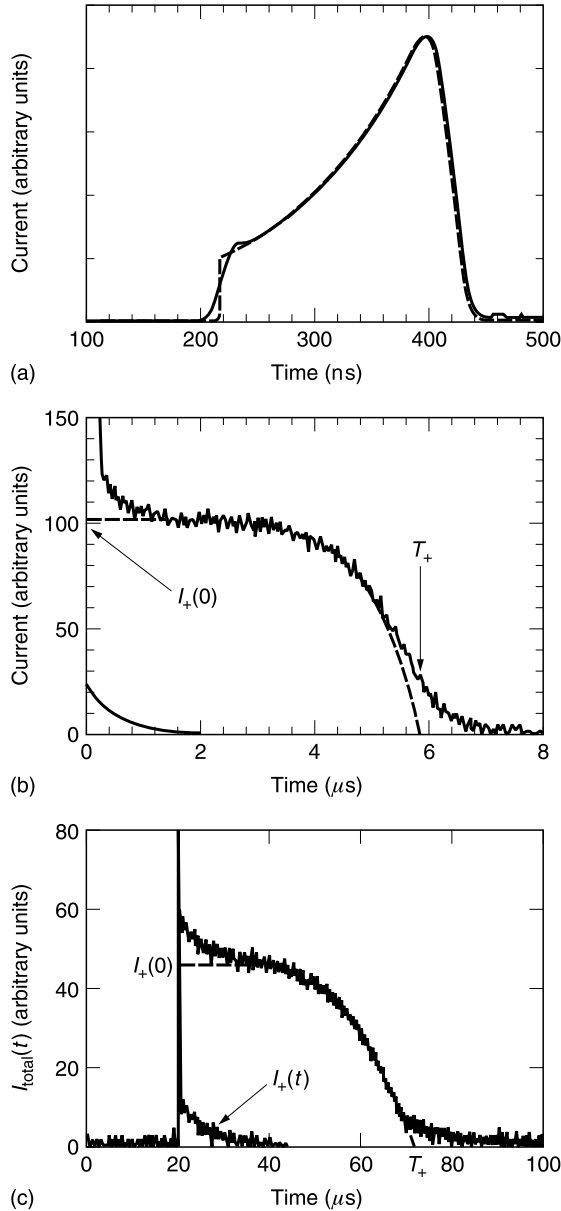 Current (arbitrary units)
100 200 300 400 500
Time (ns)
(a)
150
100
50
0
Current (arbitrary units)
I+(0)
T+
0 2 4 6 8
Time (μs)
(b)
80
60
40
20
0
Itotal(t) (arbitrary units)
I+(0)
I+(t)
0 20 40 60 T+ 80 100
Time (μs)
(c)